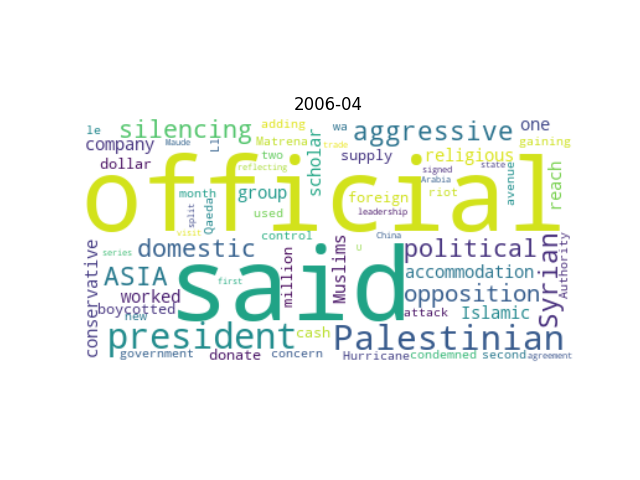 2006-04
le silencing adding wa aggressive one
company Maude L1 Matrena trade gaining
dollar two scholar supply religious state
reflecting signed Arabia
official
month group foreign riot avenue reach
split Qaeda used leadership
visit control China
conservative domestic said political Syrian Authority
series U
ASIA first million Muslims accommodation
worked opposition
boycotted new attack Islamic
president cash Palestinian
government donate concern Hurricane condemned second agreement